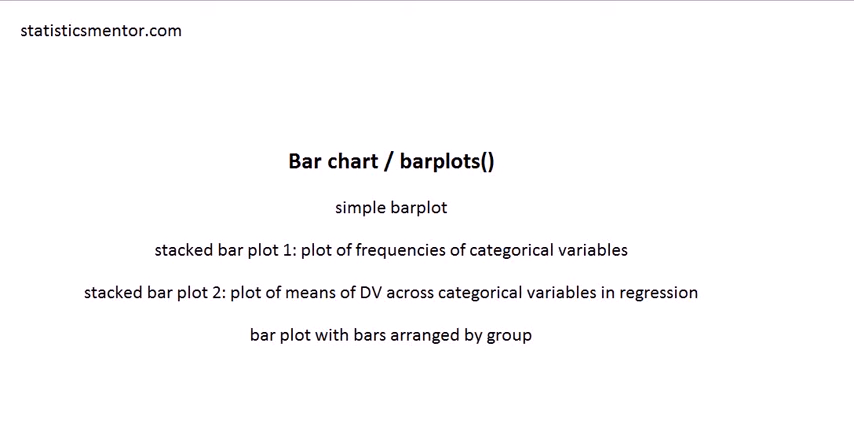 statisticsmentor.com
Bar chart / barplots()
simple barplot
stacked bar plot 1: plot of frequencies of categorical variables
stacked bar plot 2: plot of means of DV across categorical variables in regression
bar plot with bars arranged by group